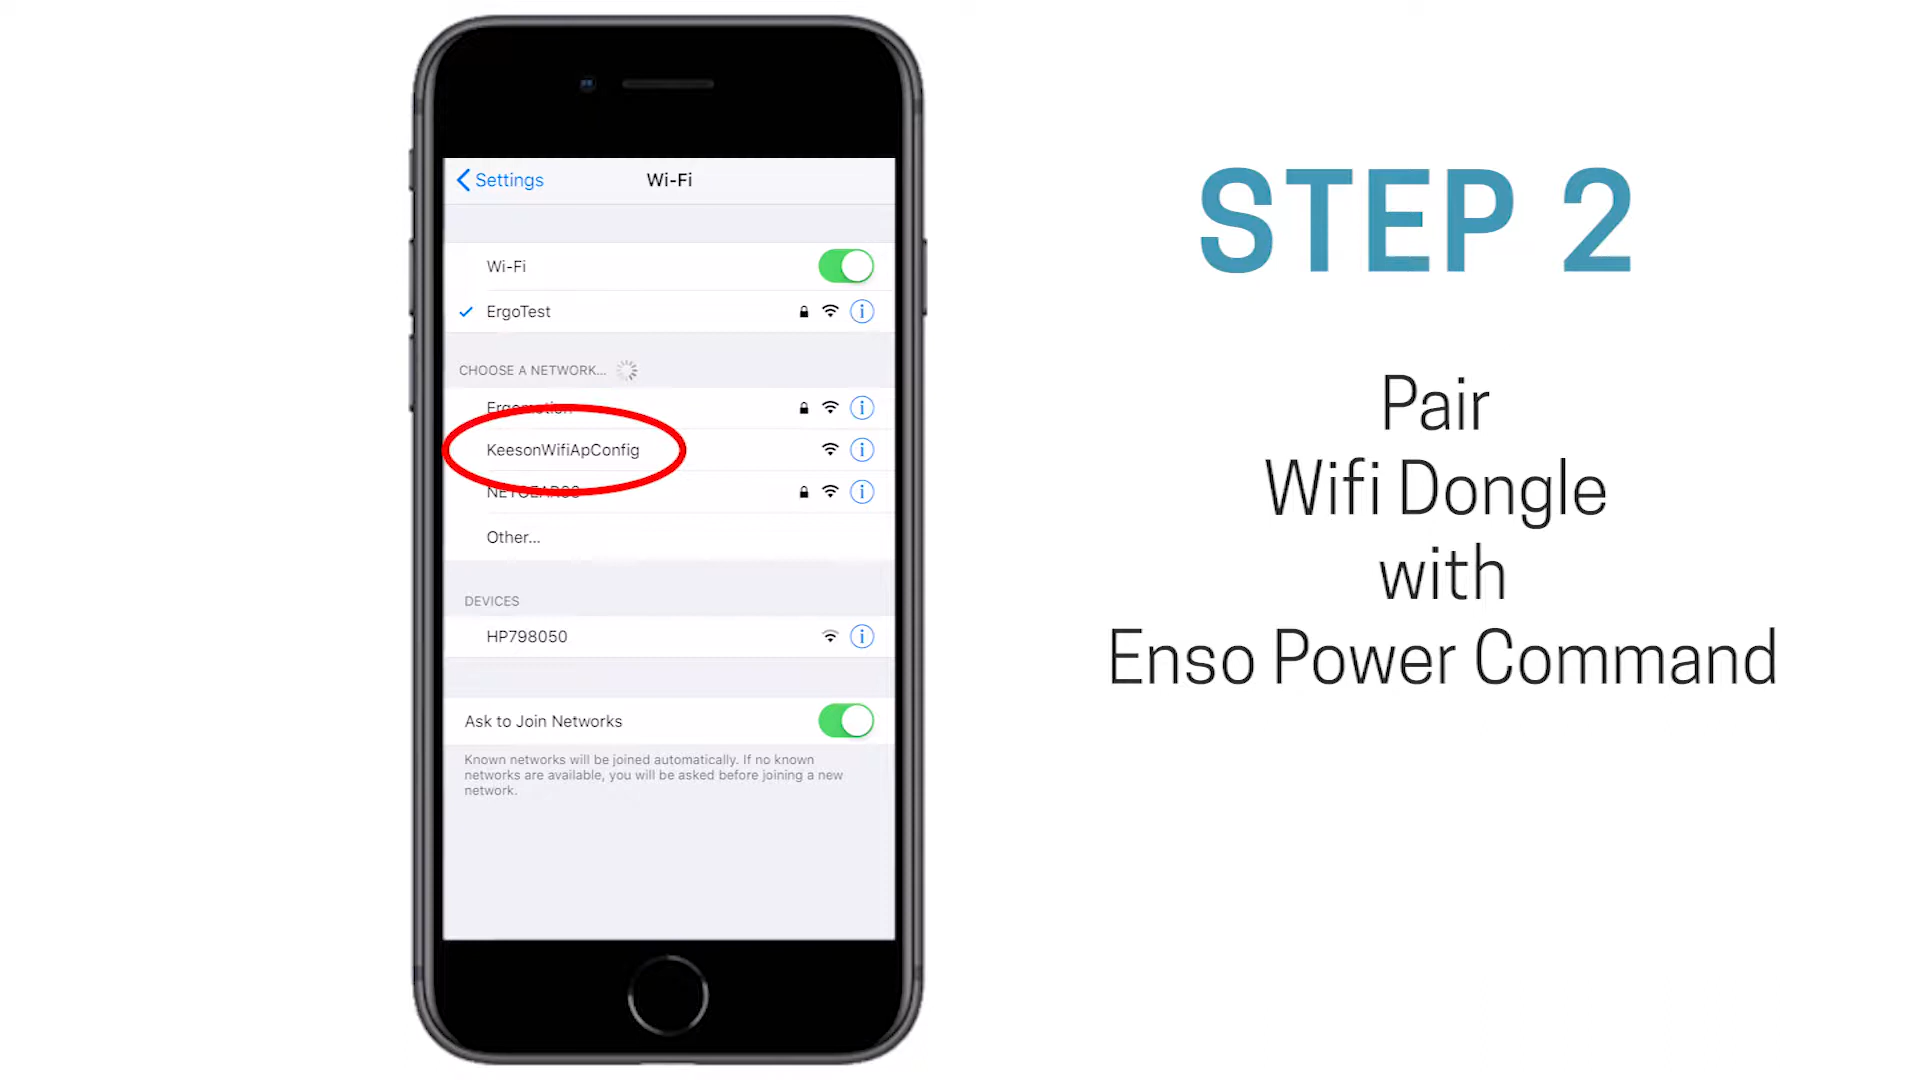 Settings
Wi-Fi
Wi-Fi
ErgoTest
CHOOSE A NETWORK...
Ergomotion
KeesonWifiApConfig
Other...
DEVICES
HP798050
Ask to Join Networks
Known networks will be joined automatically. If no known
networks are available, you will be asked before joining a new
network.
STEP 2
Pair
Wifi Dongle
with
Enso Power Command